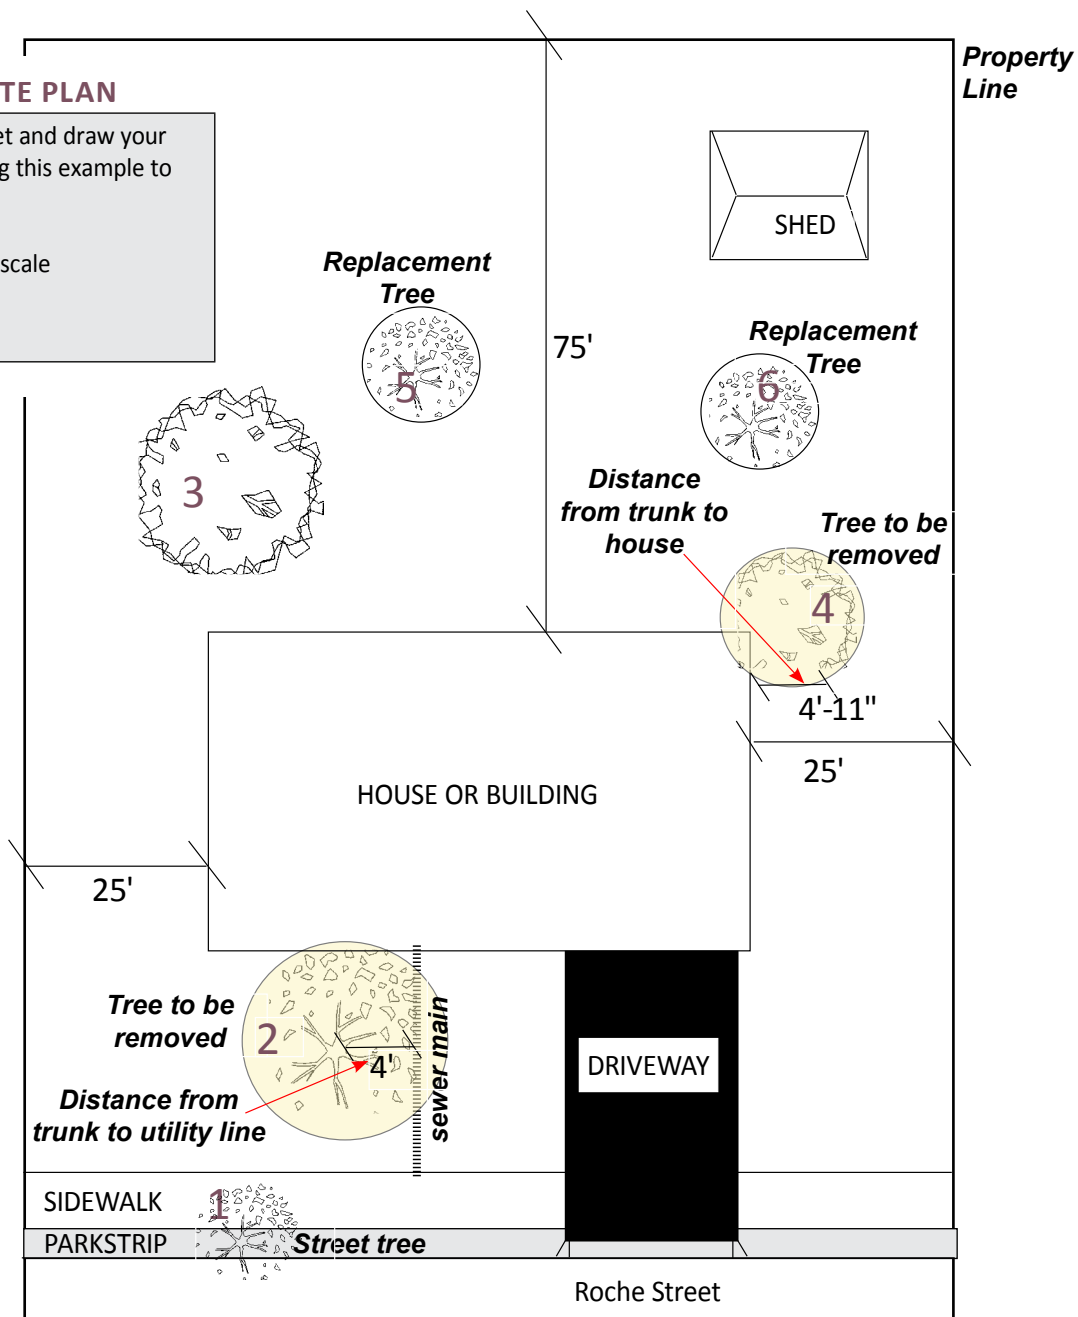 Property
Line
TE PLAN
et and draw your
g this example to
scale
SHED
Replacement
Tree
5
75'
Replacement
Tree
6
3
Distance
from trunk to
house
Tree to be
removed
4
4'-11"
25'
HOUSE OR BUILDING
25'
Tree to be
removed
2
4'
sewer main
Distance from
trunk to utility line
DRIVEWAY
SIDEWALK
1
PARKSTRIP
Street tree
Roche Street